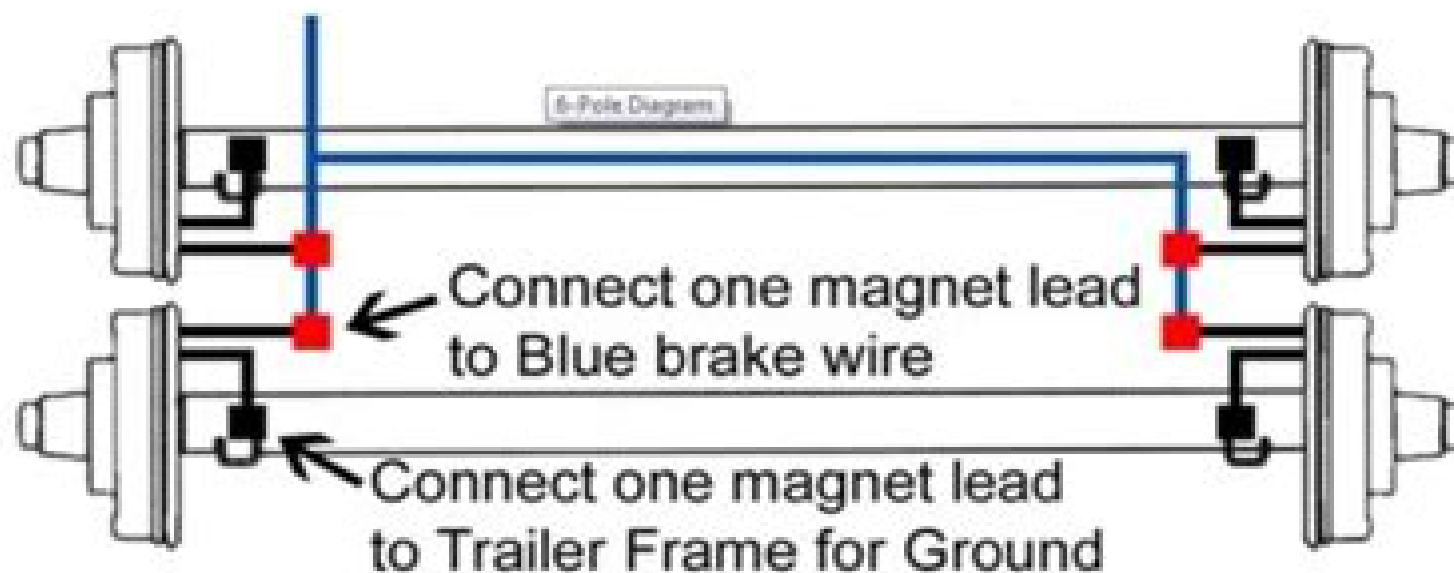 6-Pole Diagram
Connect one magnet lead
to Blue brake wire
Connect one magnet lead
to Trailer Frame for Ground